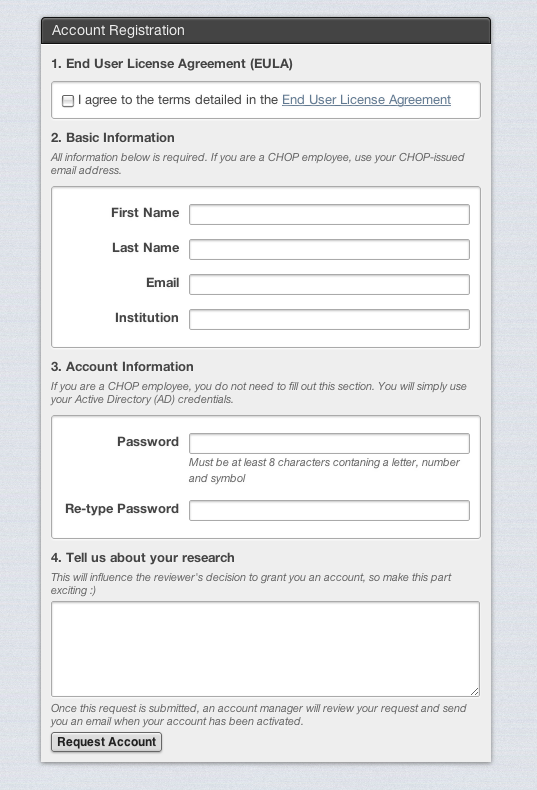 Account Registration
1. End User License Agreement (EULA)
I agree to the terms detailed in the End User License Agreement
2. Basic Information
All information below is required. If you are a CHOP employee, use your CHOP-issued
email address.
First Name
Last Name
Email
Institution
3. Account Information
If you are a CHOP employee, you do not need to fill out this section. You will simply use
your Active Directory (AD) credentials.
Password
Must be at least 8 characters contaning a letter, number
and symbol
Re-type Password
4. Tell us about your research
This will influence the reviewer's decision to grant you an account, so make this part
exciting :)
Once this request is submitted, an account manager will review your request and send
you an email when your account has been activated.
Request Account